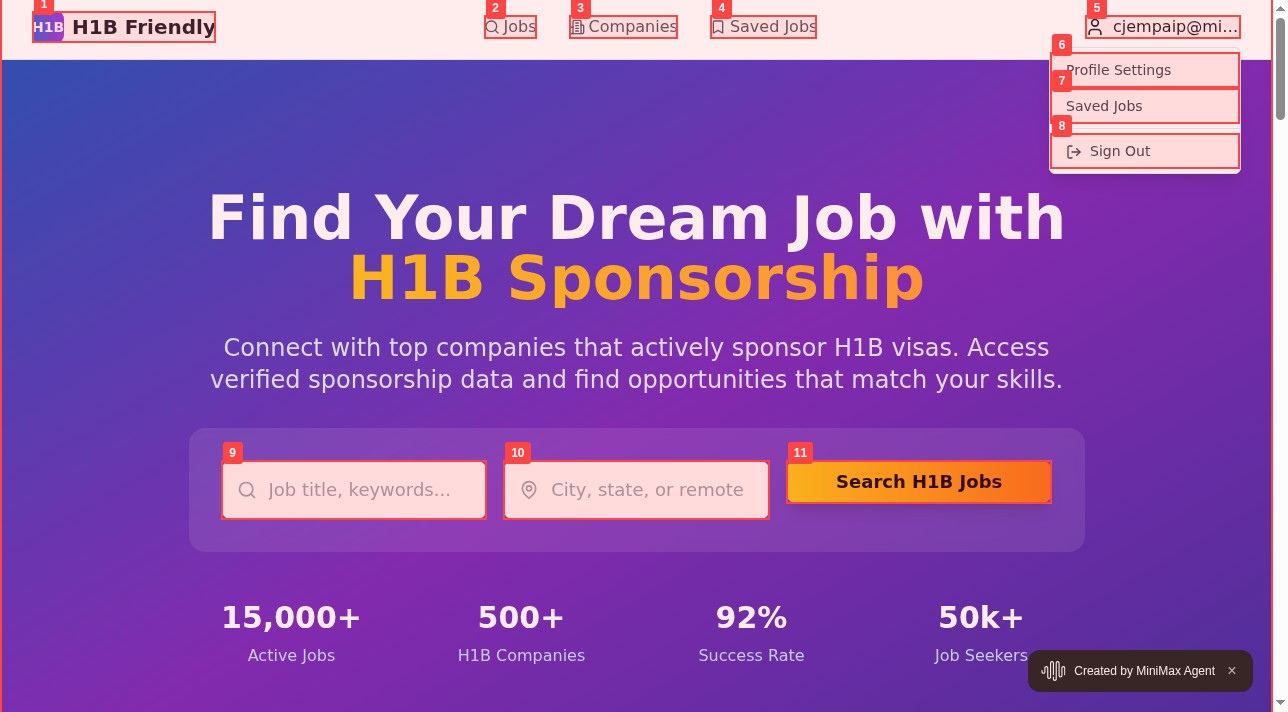 1
2
3
4
5
H1B
H1B Friendly
Jobs
Companies
Saved Jobs
cjempaip@mi...
6
Profile Settings
7
Saved Jobs
8
Sign Out
Find Your Dream Job with
H1B Sponsorship
Connect with top companies that actively sponsor H1B visas. Access
verified sponsorship data and find opportunities that match your skills.
9
10
11
Job title, keywords...
City, state, or remote
Search H1B Jobs
15,000+
500+
92%
50k+
Active Jobs
H1B Companies
Success Rate
Job Seekers
Created by MiniMax Agent
×